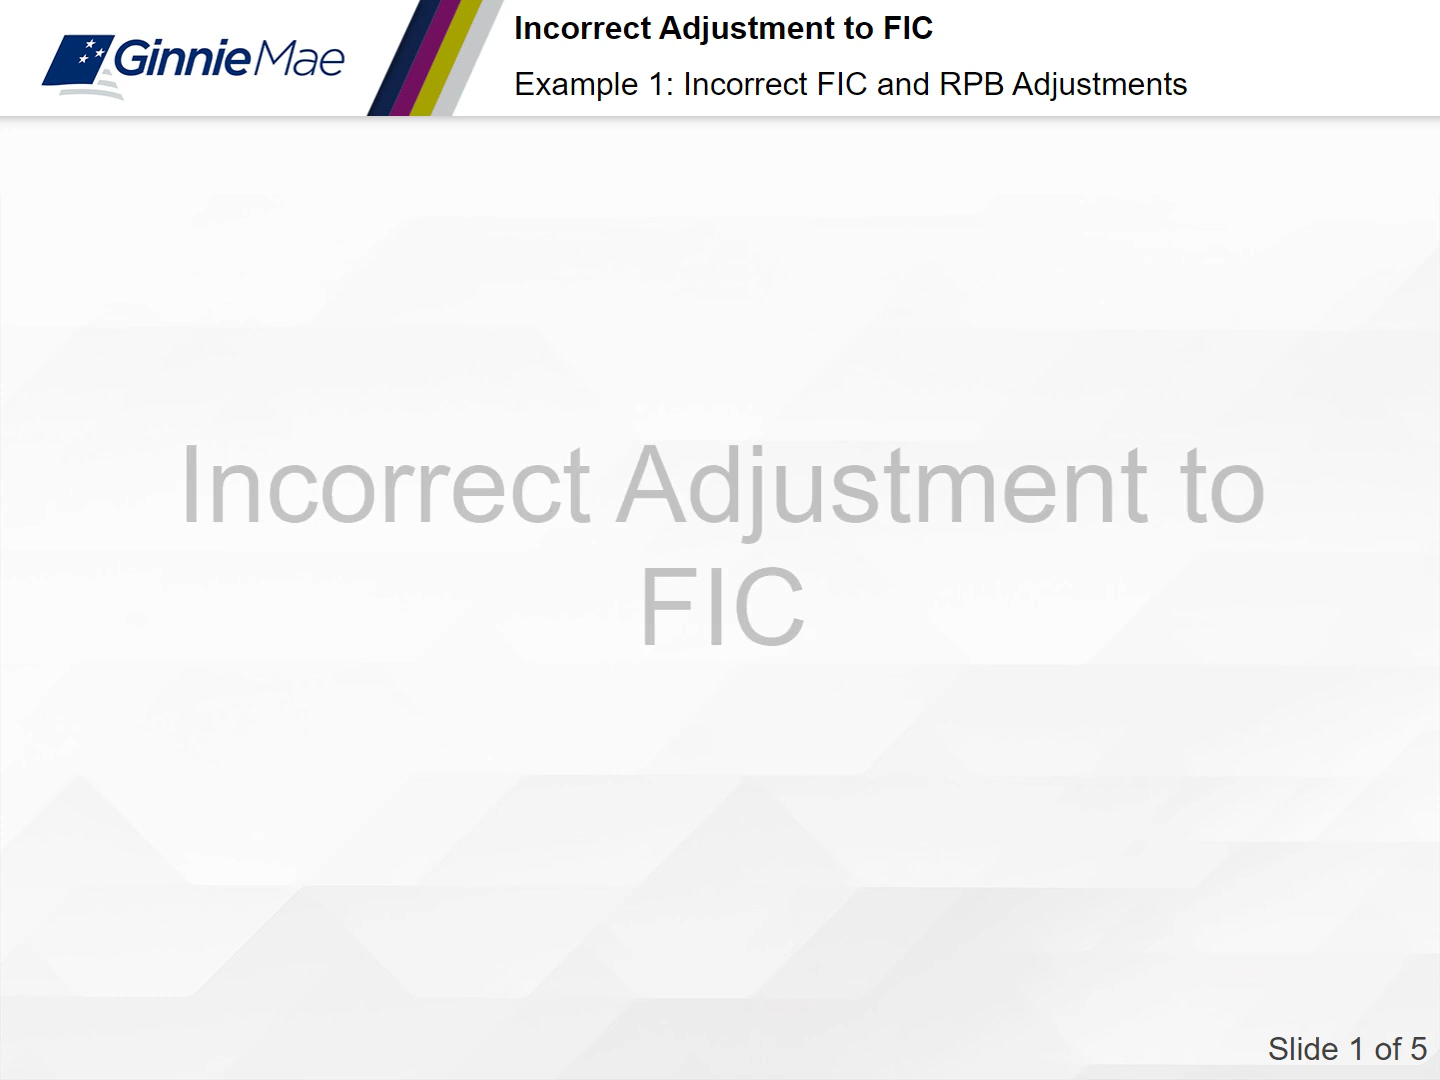 GinnieMae
Incorrect Adjustment to FIC
Example 1: Incorrect FIC and RPB Adjustments
Incorrect Adjustment to
FIC
Slide 1 of 5